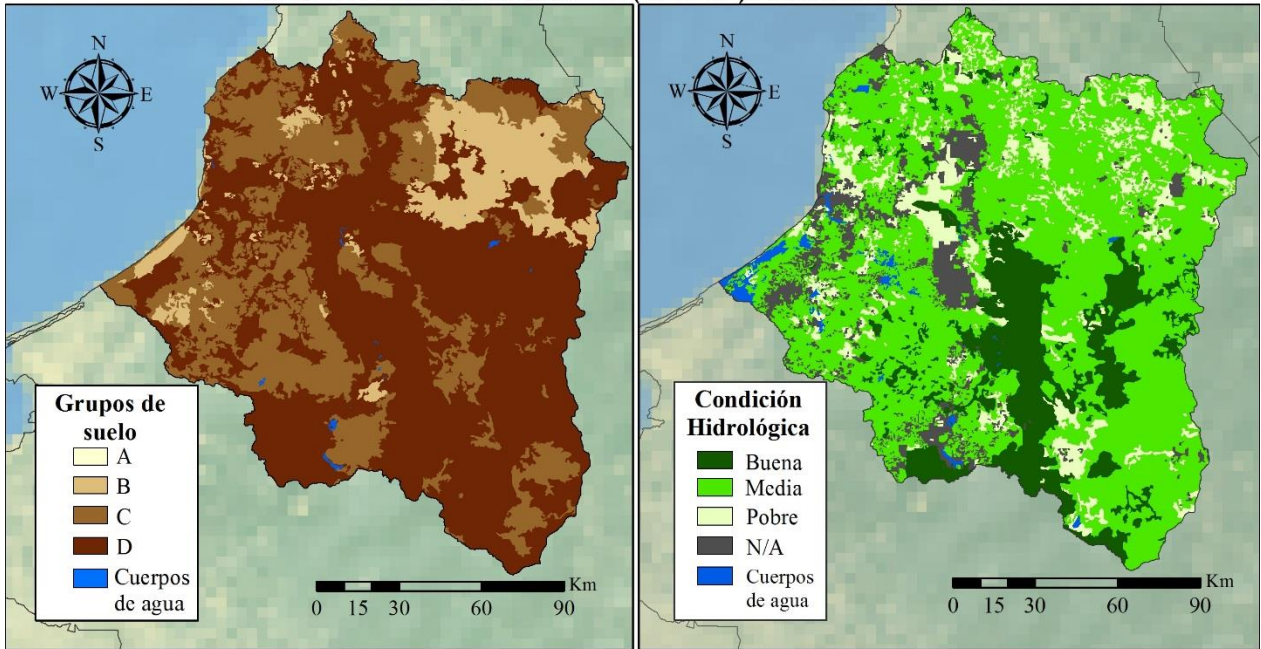 N
W E
S
Grupos de
suelo
A
B
C
D
Cuerpos
de agua
Km
0 15 30 60 90
N
W E
S
Condición
Hidrológica
Buena
Media
Pobre
N/A
Cuerpos
de agua
Km
0 15 30 60 90